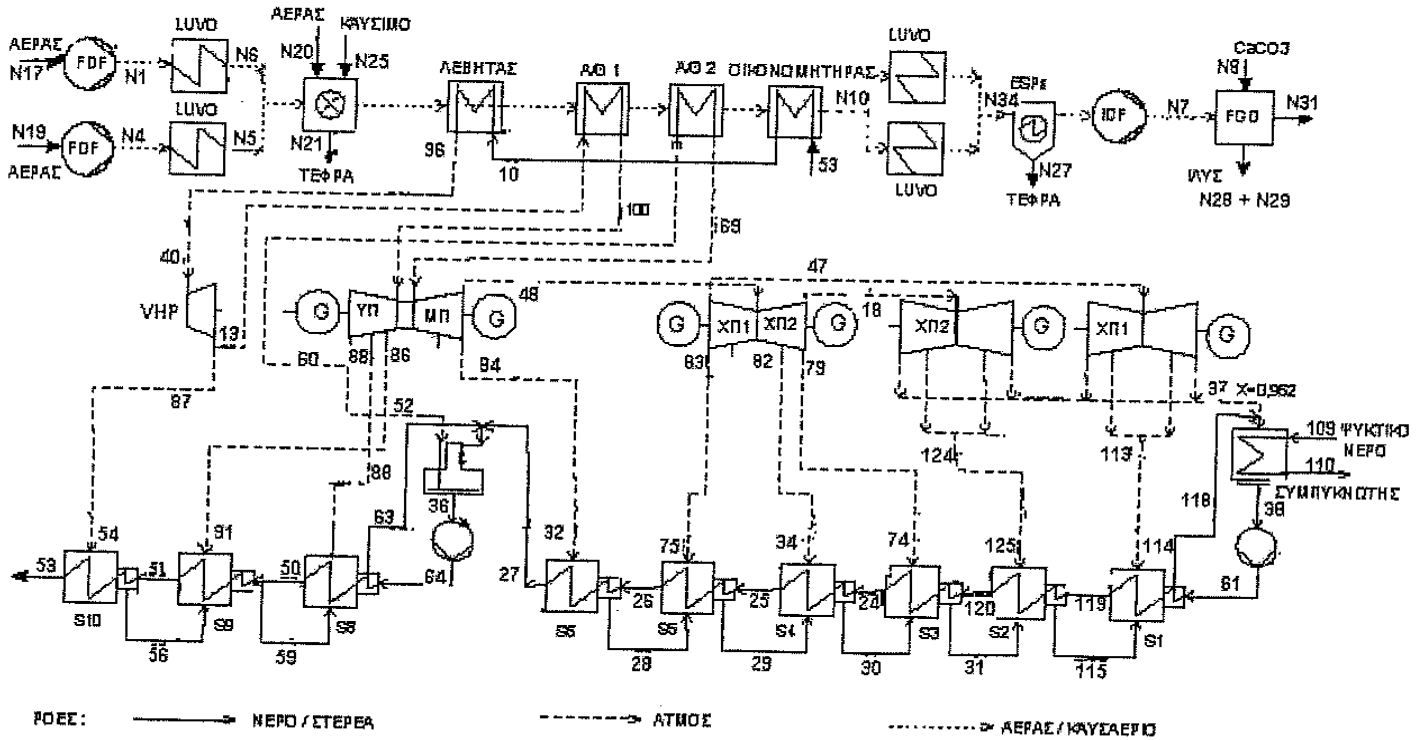 LUVO
ΑΕΡΑΣ
ΚΑΥΣΙΜΟ
ΑΕΡΑΣ
N17
FDF
N1
N6
N20
N25
ΛΕΒΗΤΑΣ
Α/Θ 1
Α/Θ 2
ΟΙΚΟΝΟΜΗΤΗΡΑΣ
LUVO
N10
CaCO3
N8
ESPs
N34
IDF
N7
FGD
N31
LUVO
N19
FDF
N4
N5
ΑΕΡΑΣ
N21
ΤΕΦΡΑ
96
10
53
LUVO
N27
ΤΕΦΡΑ
ΙΛΥΣ
N28 + N29
100
69
40
VHP
13
G
ΥΠ
ΜΠ
G
48
47
G
ΧΠ1
ΧΠ2
G
18
ΧΠ2
G
ΧΠ1
G
60
88
86
84
83
82
79
37
X=0,962
87
52
88
124
113
118
109 ΨΥΚΤΙΚΟ
ΝΕΡΟ
110
ΣΥΜΠΥΚΝΩΤΗΣ
38
36
63
54
91
32
75
34
74
125
114
53
51
50
64
27
26
25
24
120
119
61
S10
S9
S8
S6
S5
S4
S3
S2
S1
56
59
28
29
30
31
115
ΡΟΕΣ:
ΝΕΡΟ / ΣΤΕΡΕΑ
ΑΤΜΟΣ
ΑΕΡΑΣ / ΚΑΥΣΑΕΡΙΟ